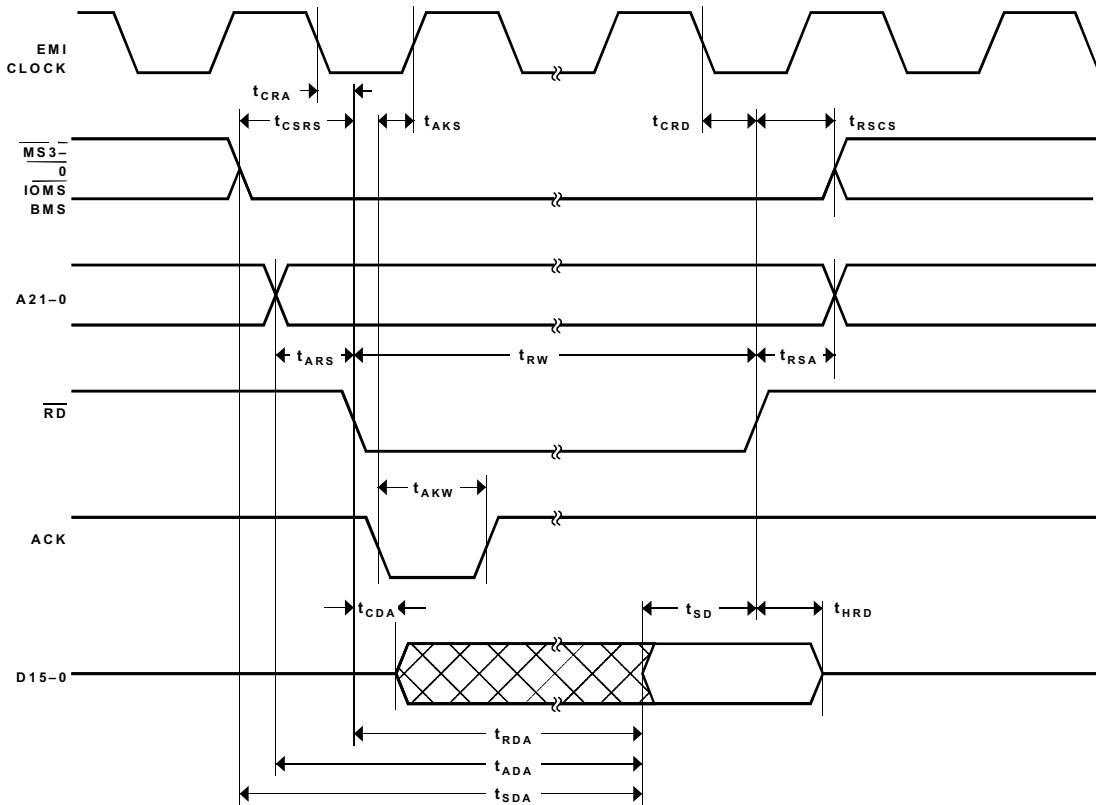 EMI
CLOCK
tCRA
tCSRS
tAKS
tCRD
tRSCS
MS3–
0
IOMS
BMS
A21–0
tARS
tRW
tRSA
RD
tAKW
ACK
tCDA
tSD
tHRD
D15–0
tRDA
tADA
tSDA